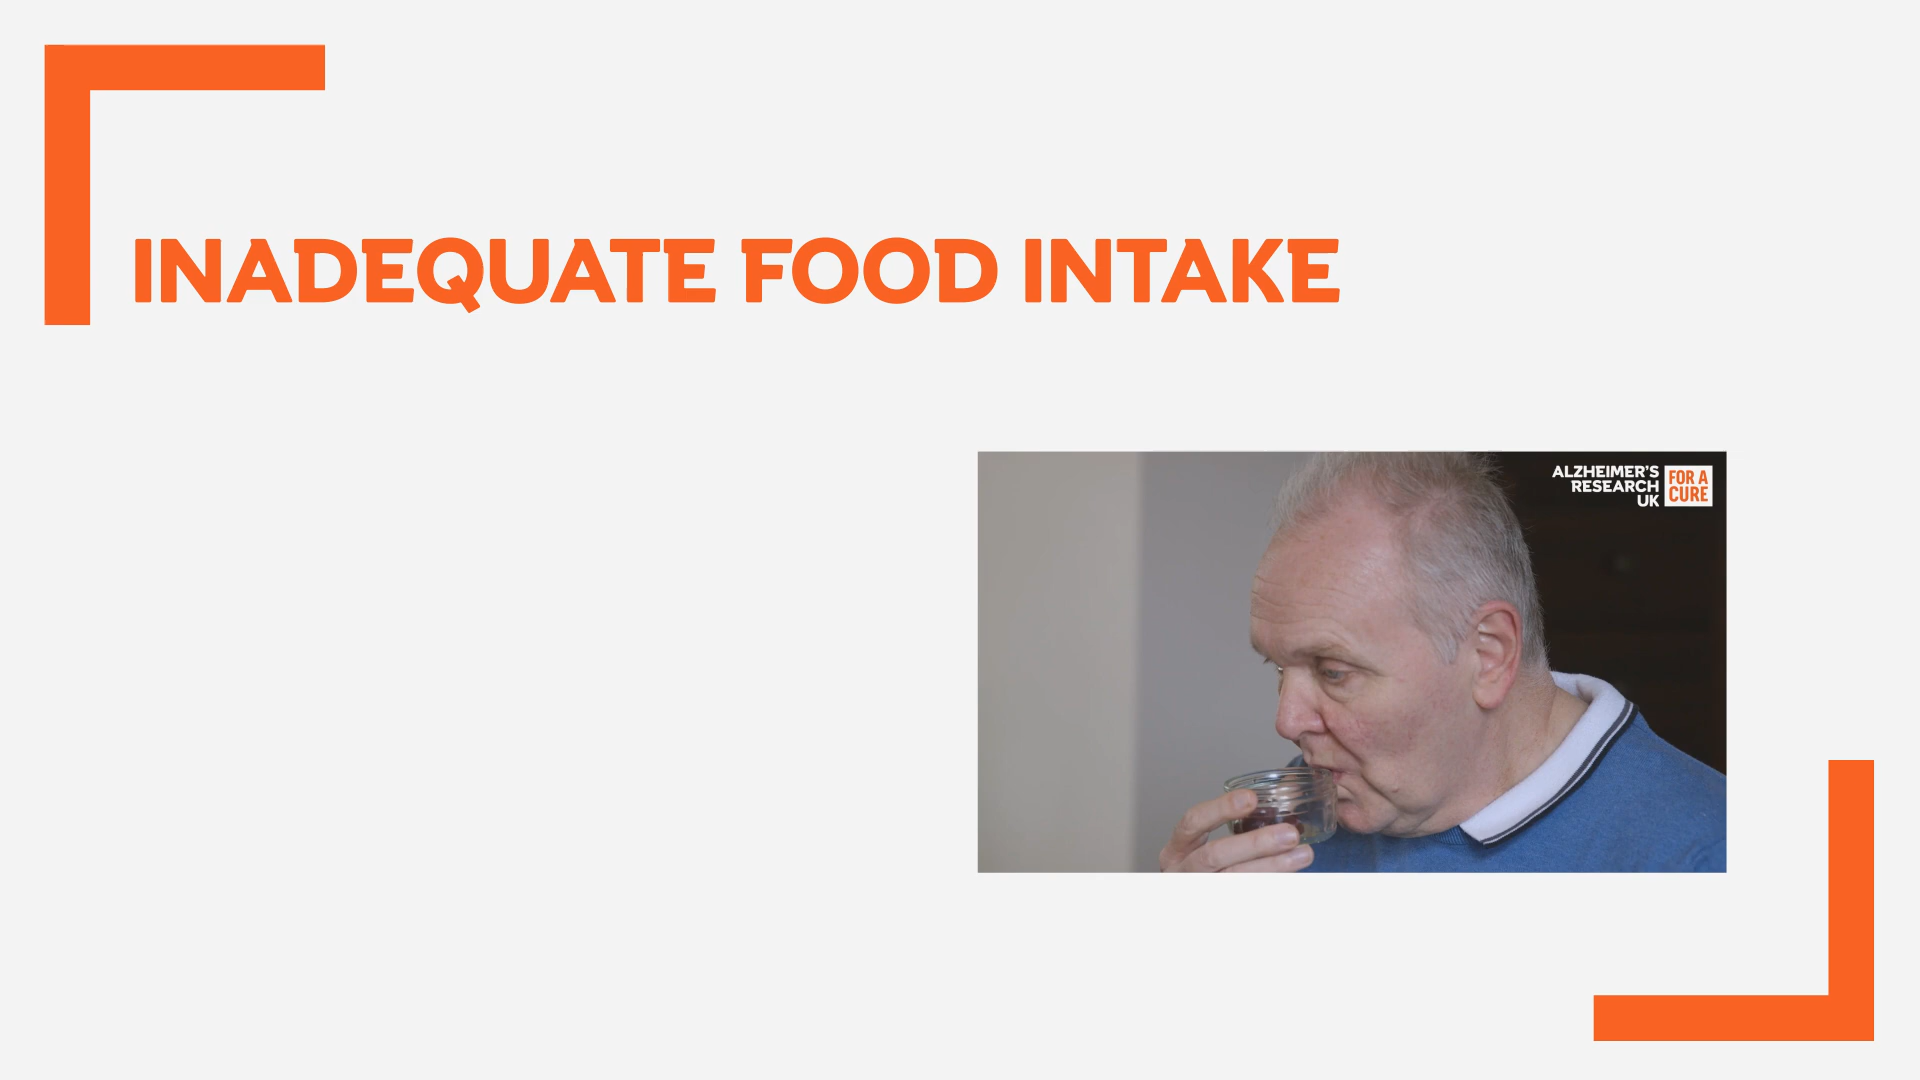 INADEQUATE FOOD INTAKE
ALZHEIMER'S
RESEARCH
UK
FOR A
CURE